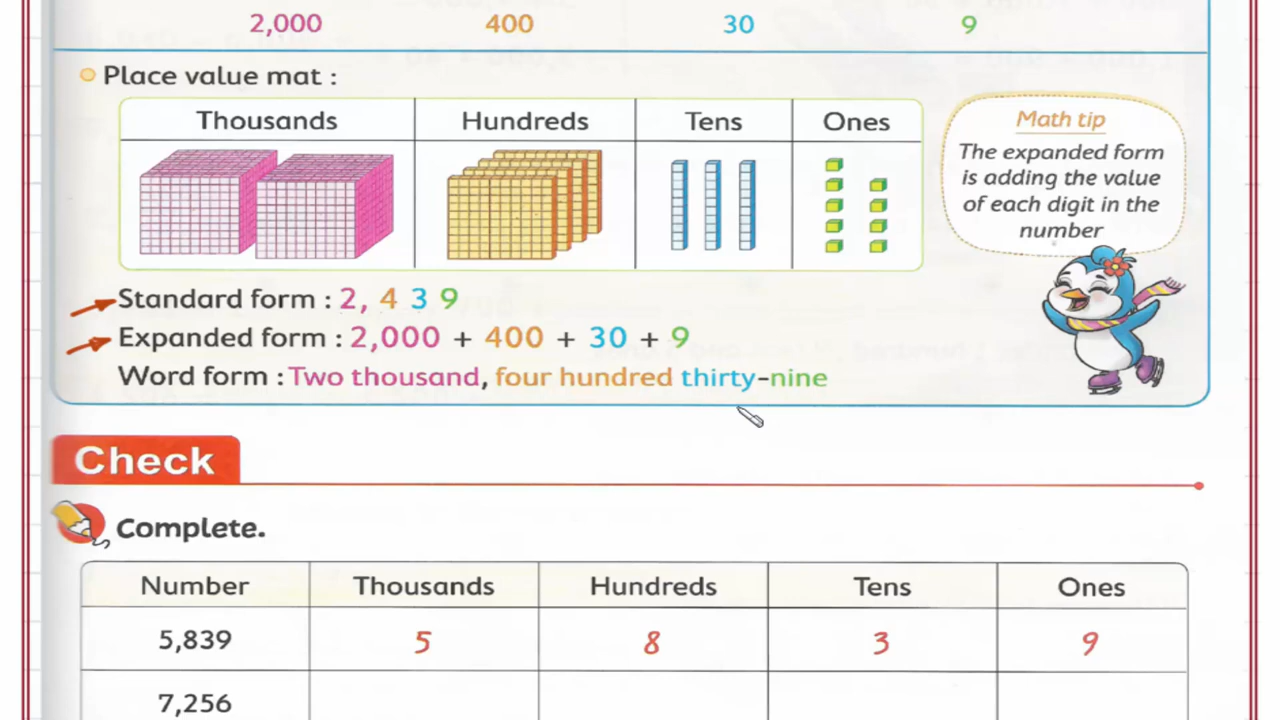 2,000 400 30 9
Place value mat :
Thousands Hundreds Tens Ones
Math tip
The expanded form
is adding the value
of each digit in the
number
Standard form : 2, 4 3 9
Expanded form : 2,000 + 400 + 30 + 9
Word form : Two thousand, four hundred thirty-nine
Check
Complete.
Number Thousands Hundreds Tens Ones
5,839 5 8 3 9
7,256